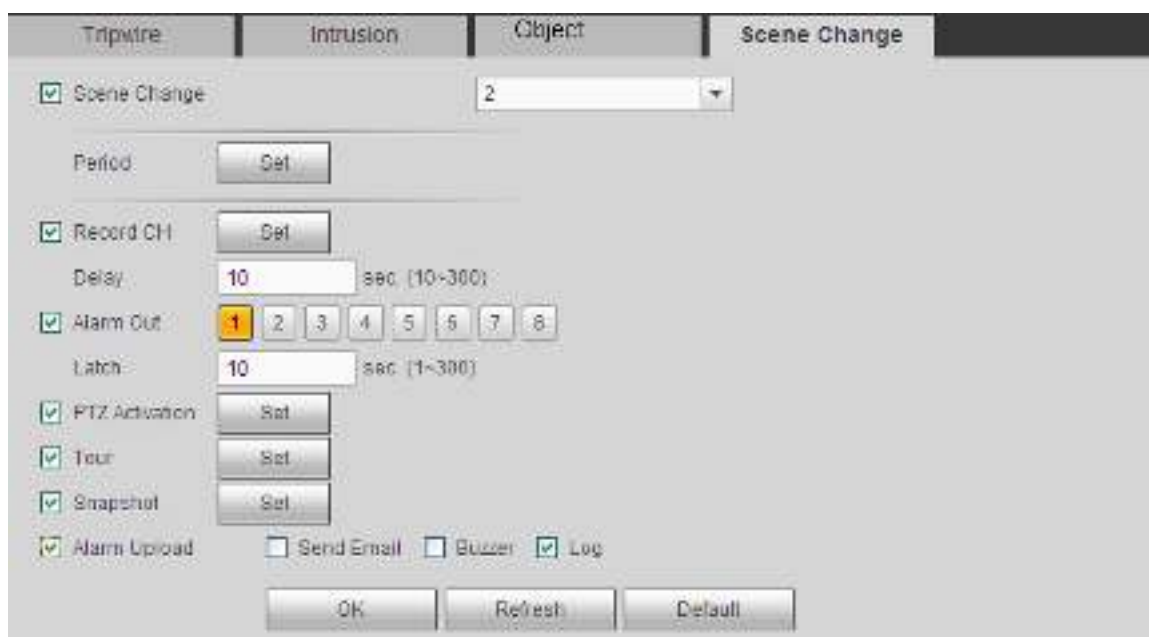 Tripwire Intrusion Object Scene Change
Scene Change 2
Period Set
Record CH Set
Delay 10 sec. (10~300)
Alarm Out 1 2 3 4 5 6 7 8
Latch 10 sec. (1~300)
PTZ Activation Set
Tour Set
Snapshot Set
Alarm Upload Send Email Buzzer Log
OK Refresh Default